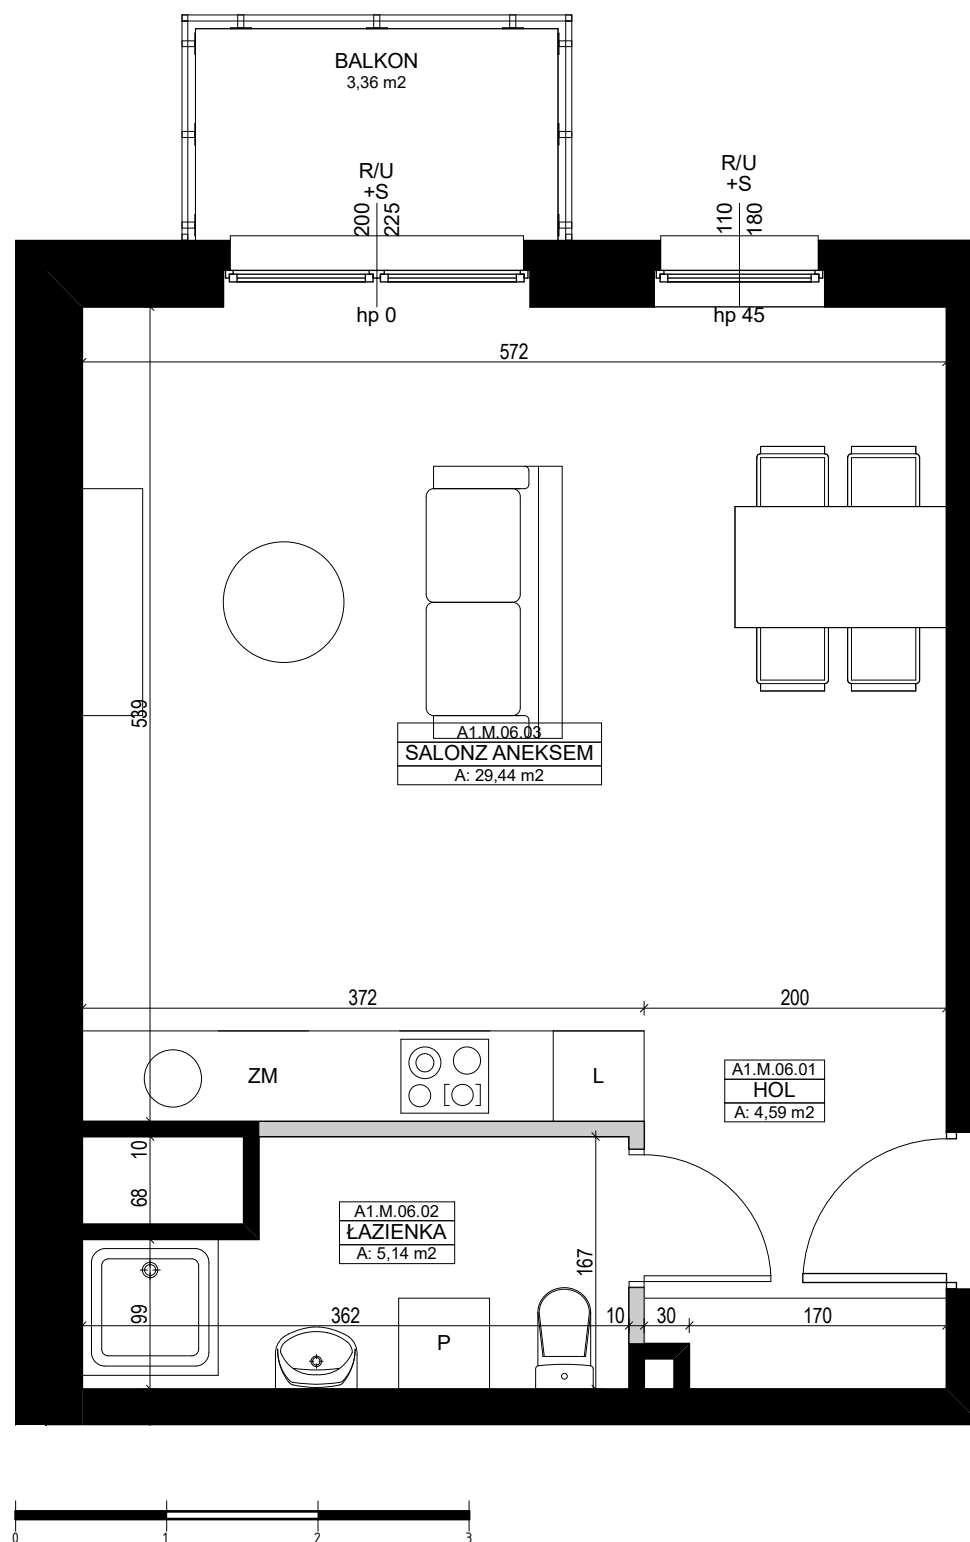 BALKON
3,36 m2
R/U
+S
200
225
R/U
+S
110
180
hp 0
hp 45
572
539
A1.M.06.03
SALONZ ANEKSEM
A: 29,44 m2
372
200
ZM
L
A1.M.06.01
HOL
A: 4,59 m2
10
68
A1.M.06.02
ŁAZIENKA
A: 5,14 m2
167
99
362
10
30
170
P
0
1
2
3